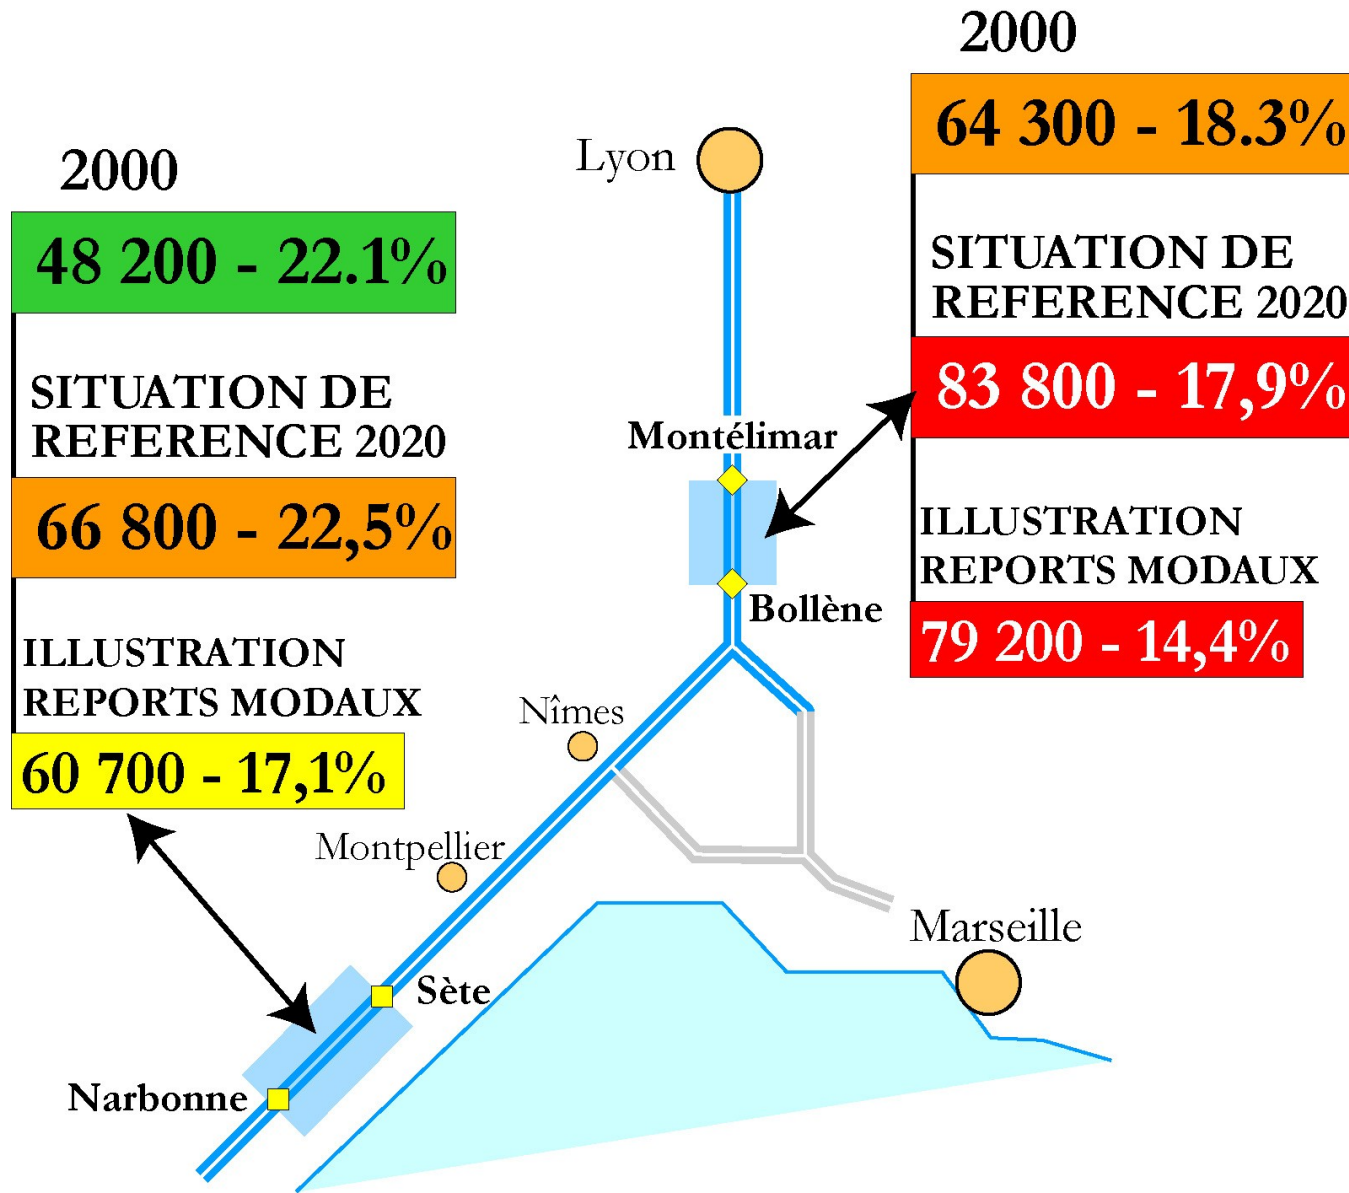 2000
48 200 - 22.1%
SITUATION DE
REFERENCE 2020
66 800 - 22,5%
ILLUSTRATION
REPORTS MODAUX
60 700 - 17,1%
2000
64 300 - 18.3%
SITUATION DE
REFERENCE 2020
83 800 - 17,9%
ILLUSTRATION
REPORTS MODAUX
79 200 - 14,4%
Lyon
Montélimar
Bollène
Nîmes
Montpellier
Marseille
Sète
Narbonne